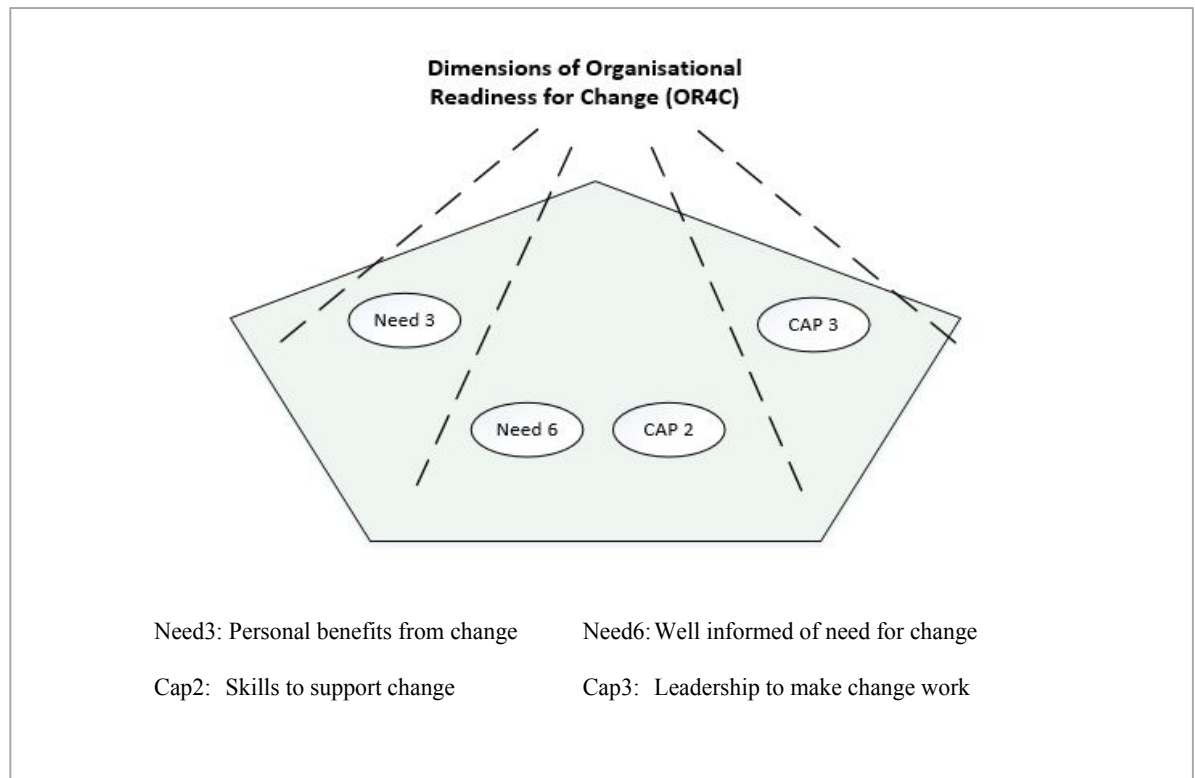 Dimensions of Organisational
Readiness for Change (OR4C)
Need 3
CAP 3
Need 6
CAP 2
Need3: Personal benefits from change
Need6: Well informed of need for change
Cap2: Skills to support change
Cap3: Leadership to make change work